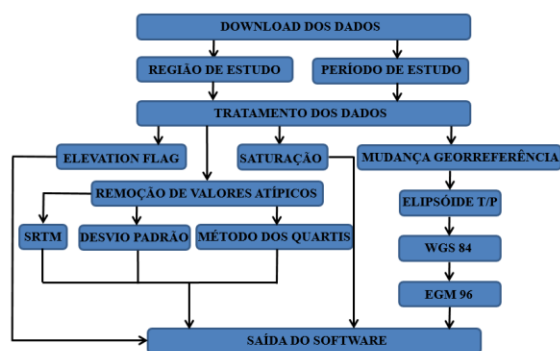 DOWNLOAD DOS DADOS
REGIÃO DE ESTUDO
PERÍODO DE ESTUDO
TRATAMENTO DOS DADOS
ELEVATION FLAG
SATURAÇÃO
MUDANÇA GEORREFERÊNCIA
REMOÇÃO DE VALORES ATÍPICOS
ELIPSÓIDE T/P
SRTM
DESVIO PADRÃO
MÉTODO DOS QUARTIS
WGS 84
EGM 96
SAÍDA DO SOFTWARE